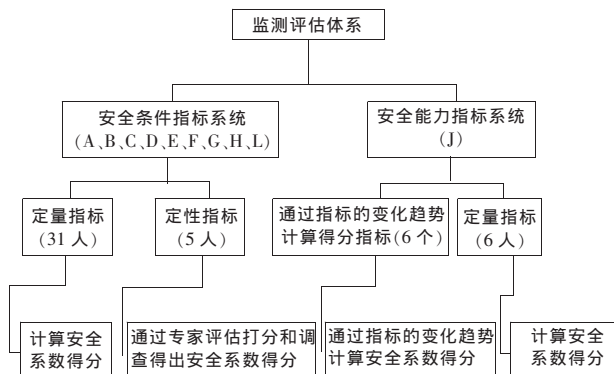 监测评估体系
安全条件指标系统
(A、B、C、D、E、F、G、H、L)
安全能力指标系统
(J)
定量指标
(31人)
定性指标
(5人)
通过指标的变化趋势
计算得分指标(6个)
定量指标
(6人)
计算安全
系数得分
通过专家评估打分和调
查得出安全系数得分
通过指标的变化趋势
计算安全系数得分
计算安全
系数得分